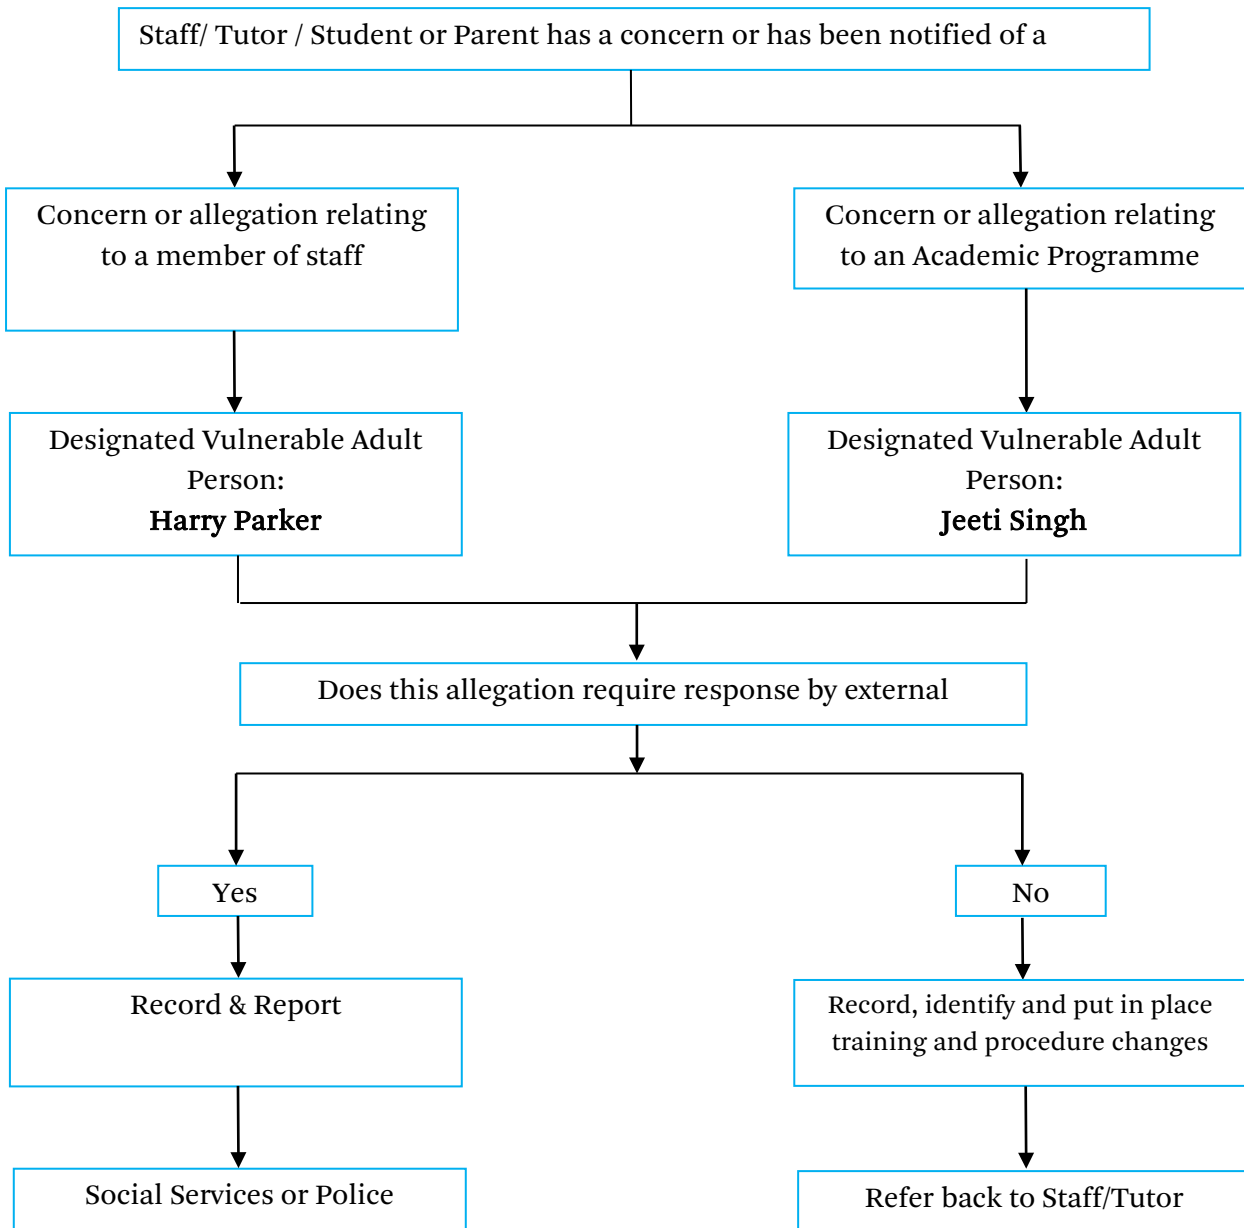 Staff/ Tutor / Student or Parent has a concern or has been notified of a
Concern or allegation relating
to a member of staff
Concern or allegation relating
to an Academic Programme
Designated Vulnerable Adult
Person:
Harry Parker
Designated Vulnerable Adult
Person:
Jeeti Singh
Does this allegation require response by external
Yes
No
Record & Report
Record, identify and put in place
training and procedure changes
Social Services or Police
Refer back to Staff/Tutor